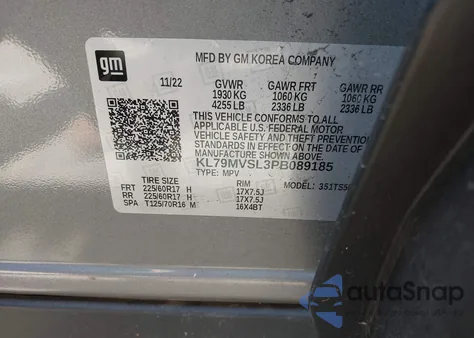 gm
MFD BY GM KOREA COMPANY
11/22 GVWR GAWR FRT GAWR RR
1930 KG 1060 KG 1060 KG
4255 LB 2336 LB 2336 LB
THIS VEHICLE CONFORMS TO ALL
APPLICABLE U.S. FEDERAL MOTOR
VEHICLE SAFETY AND THEFT PREVENTION
STANDARDS IN EFFECT ON THE DATE OF
KL79MVSL3PB089185
TYPE: MPV
TIRE SIZE RIM MODEL:
FRT 225/60R17 H 17X7.5J
RR 225/60R17 H 17X7.5J
SPA T125/70R16 M 16X4BT
autoSnap